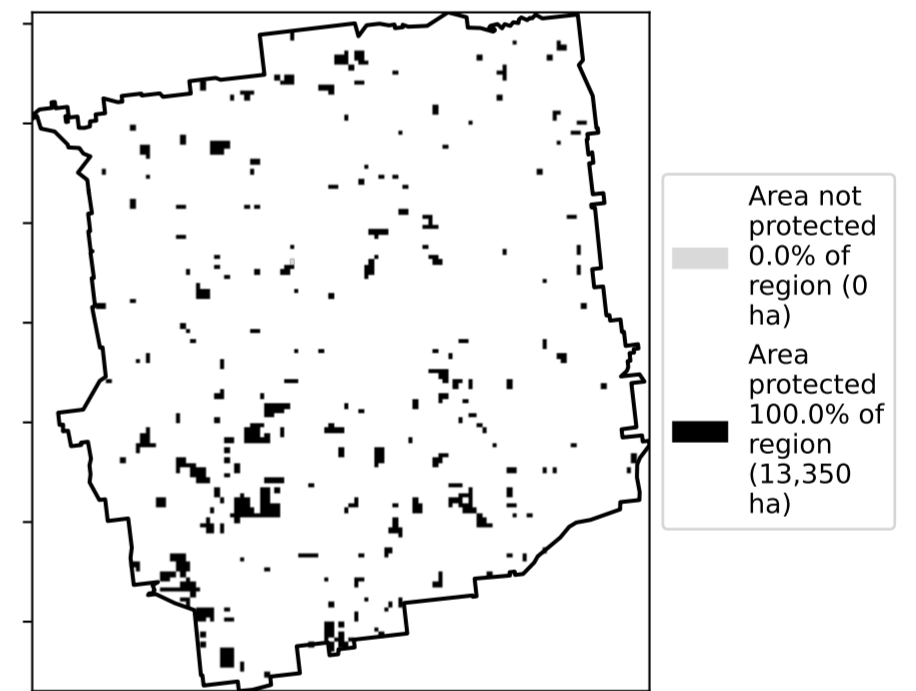 Area not
protected
0.0% of
region (0
ha)
Area
protected
100.0% of
region
(13,350
ha)